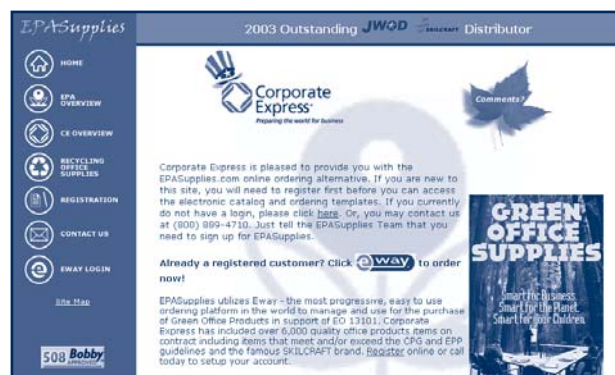 EPASupplies
2003 Outstanding JWOD SKILCRAFT Distributor
HOME
EPA
OVERVIEW
CE OVERVIEW
RECYCLING
OFFICE
SUPPLIES
REGISTRATION
CONTACT US
EWAY LOGIN
Site Map
508 Bobby
APPROVED
Corporate
Express
Preparing the world for business
Comments?
Corporate Express is pleased to provide you with the
EPASupplies.com online ordering alternative. If you are new to
this site, you will need to register first before you can access
the electronic catalog and ordering templates. If you currently
do not have a login, please click here. Or, you may contact us
at (800) 889-4710. Just tell the EPASupplies Team that you
need to sign up for EPASupplies.
Already a registered customer? Click eway to order
now!
EPASupplies utilizes Eway - the most progressive, easy to use
ordering platform in the world to manage and use for the purchase
of Green Office Products in support of EO 13101. Corporate
Express has included over 6,000 quality office products items on
contract including items that meet and/or exceed the CPG and EPP
guidelines and the famous SKILCRAFT brand. Register online or call
today to setup your account.
GREEN
OFFICE
SUPPLIES
Smart for Business.
Smart for the Planet.
Smart for your Children.